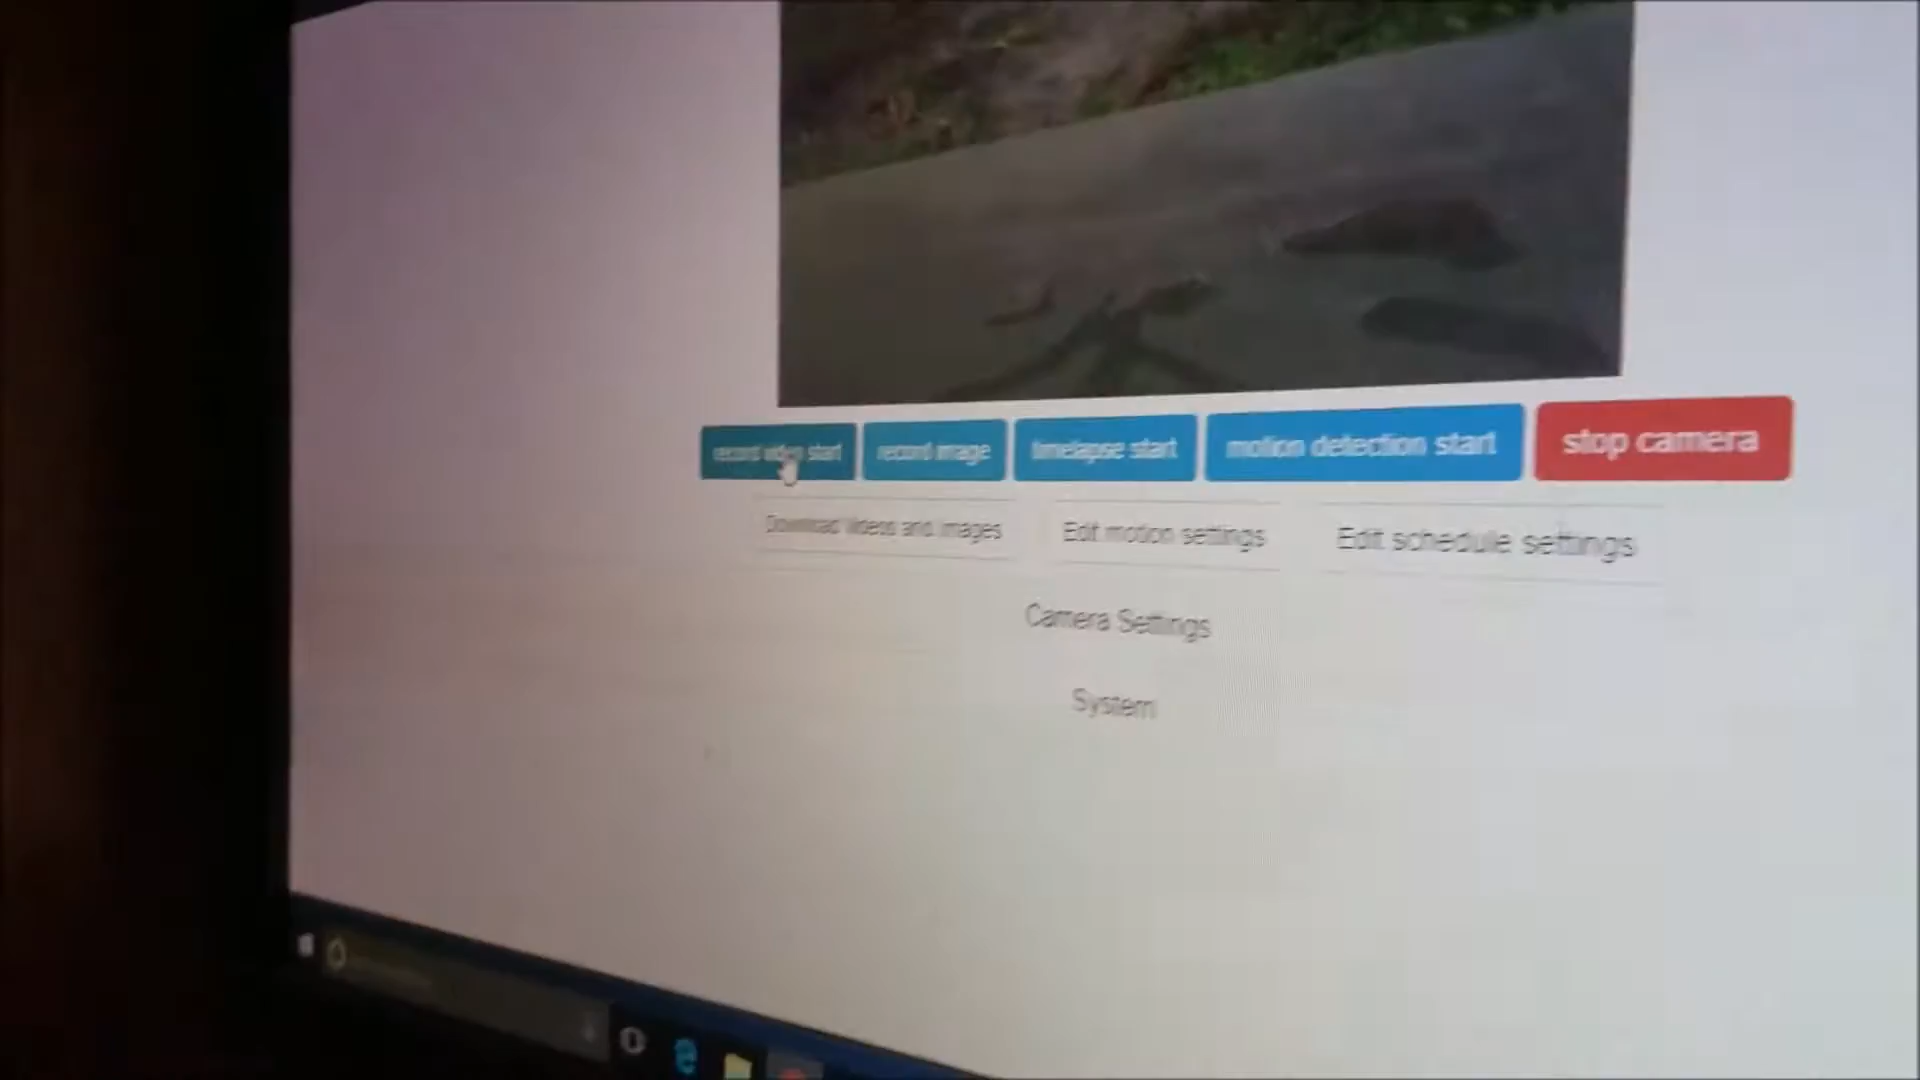 record video start record image timelapse start motion detection start stop camera
Download Videos and Images Edit motion settings Edit schedule settings
Camera Settings
System